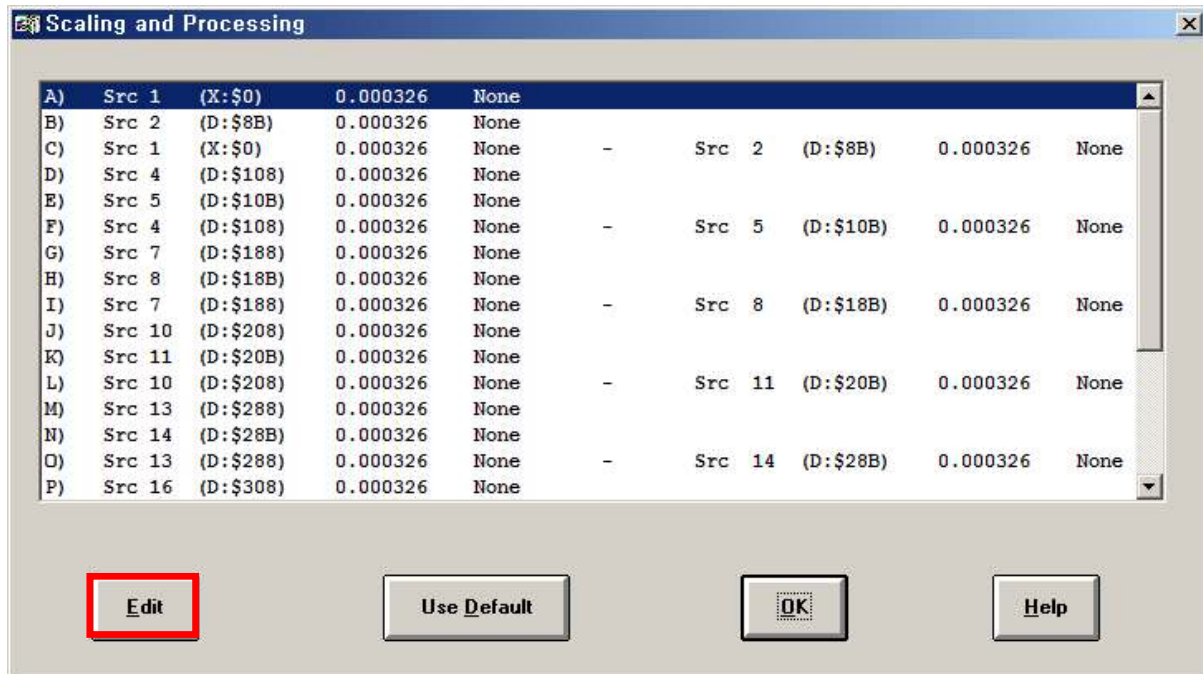 Scaling and Processing
A) Src 1 (X:$0) 0.000326 None
B) Src 2 (D:$8B) 0.000326 None
C) Src 1 (X:$0) 0.000326 None - Src 2 (D:$8B) 0.000326 None
D) Src 4 (D:$108) 0.000326 None
E) Src 5 (D:$10B) 0.000326 None
F) Src 4 (D:$108) 0.000326 None - Src 5 (D:$10B) 0.000326 None
G) Src 7 (D:$188) 0.000326 None
H) Src 8 (D:$18B) 0.000326 None
I) Src 7 (D:$188) 0.000326 None - Src 8 (D:$18B) 0.000326 None
J) Src 10 (D:$208) 0.000326 None
K) Src 11 (D:$20B) 0.000326 None
L) Src 10 (D:$208) 0.000326 None - Src 11 (D:$20B) 0.000326 None
M) Src 13 (D:$288) 0.000326 None
N) Src 14 (D:$28B) 0.000326 None
O) Src 13 (D:$288) 0.000326 None - Src 14 (D:$28B) 0.000326 None
P) Src 16 (D:$308) 0.000326 None
Edit Use Default OK Help